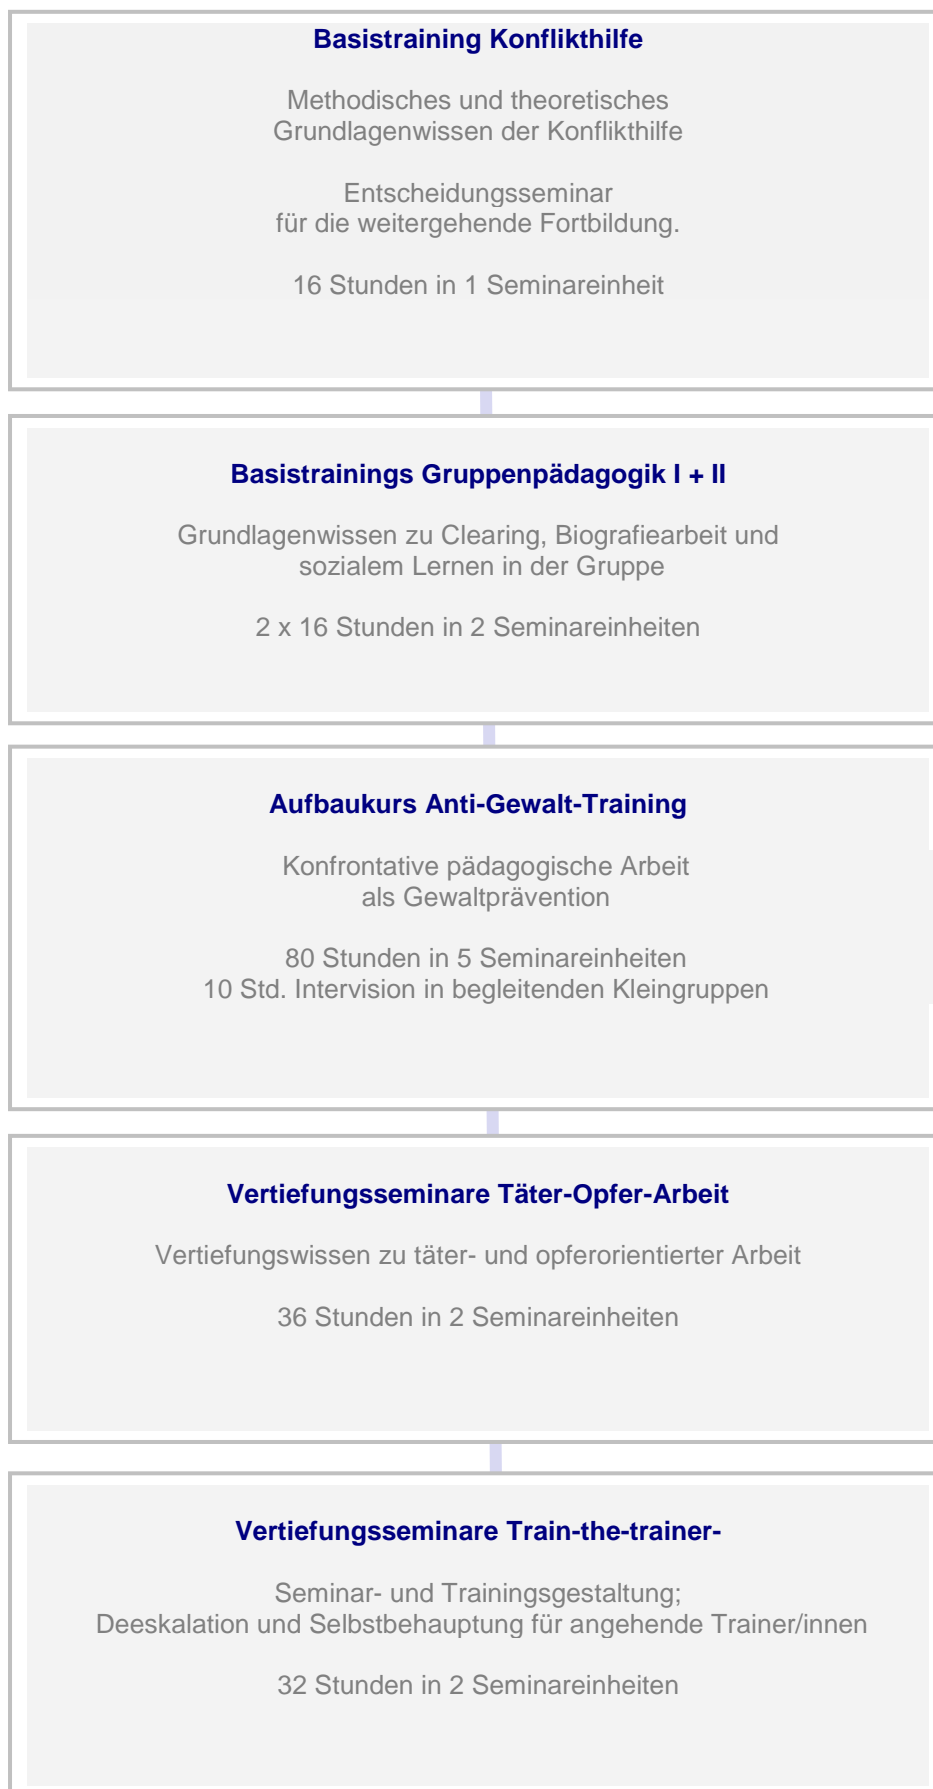 Basistraining Konflikthilfe
Methodisches und theoretisches
Grundlagenwissen der Konflikthilfe
Entscheidungsseminar
für die weitergehende Fortbildung.
16 Stunden in 1 Seminareinheit
Basistrainings Gruppenpädagogik I + II
Grundlagenwissen zu Clearing, Biografiearbeit und
sozialem Lernen in der Gruppe
2 x 16 Stunden in 2 Seminareinheiten
Aufbaukurs Anti-Gewalt-Training
Konfrontative pädagogische Arbeit
als Gewaltprävention
80 Stunden in 5 Seminareinheiten
10 Std. Intervision in begleitenden Kleingruppen
Vertiefungsseminare Täter-Opfer-Arbeit
Vertiefungswissen zu täter- und opferorientierter Arbeit
36 Stunden in 2 Seminareinheiten
Vertiefungsseminare Train-the-trainer-
Seminar- und Trainingsgestaltung;
Deeskalation und Selbstbehauptung für angehende Trainer/innen
32 Stunden in 2 Seminareinheiten